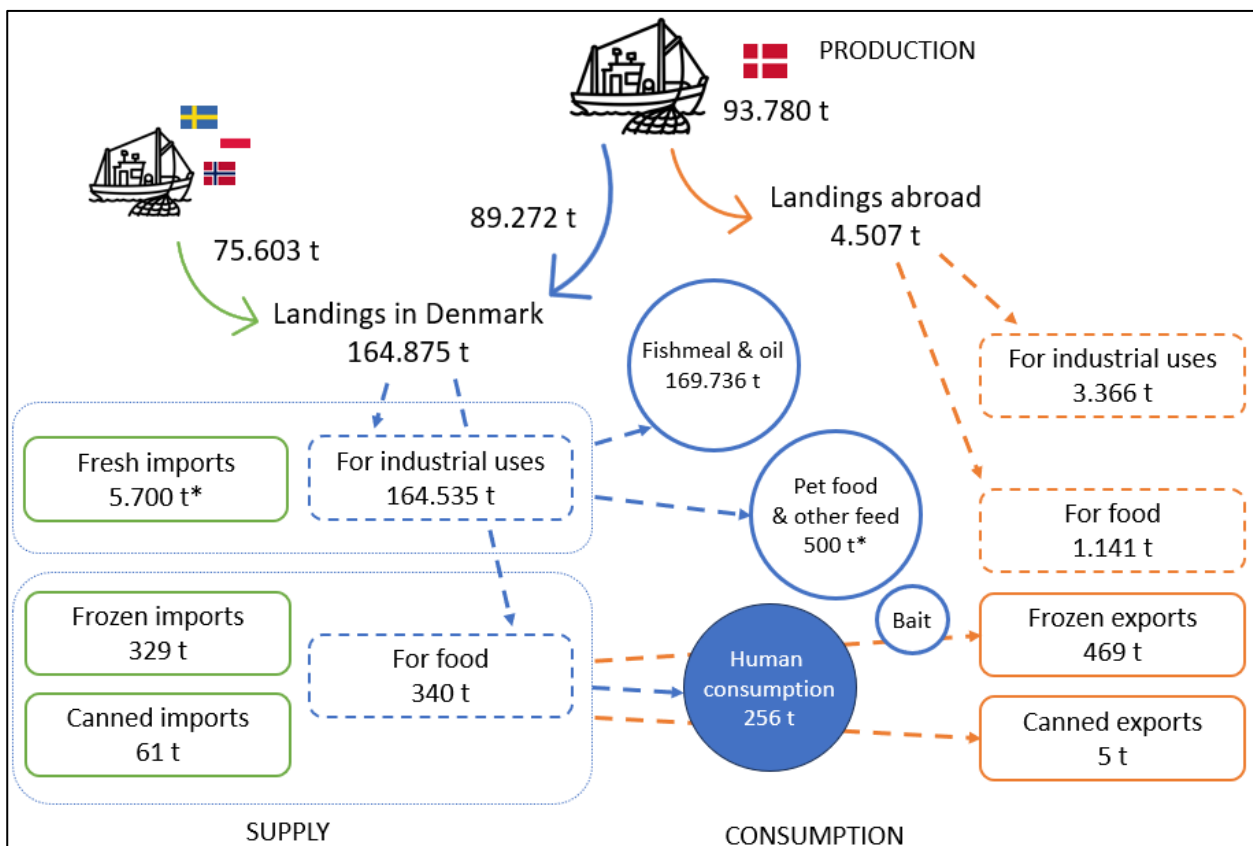 PRODUCTION
93.780 t
75.603 t
89.272 t
Landings abroad
4.507 t
Landings in Denmark
164.875 t
Fishmeal & oil
169.736 t
For industrial uses
3.366 t
Fresh imports
5.700 t*
For industrial uses
164.535 t
Pet food
& other feed
500 t*
For food
1.141 t
Bait
Frozen imports
329 t
For food
340 t
Human
consumption
256 t
Frozen exports
469 t
Canned imports
61 t
Canned exports
5 t
SUPPLY
CONSUMPTION